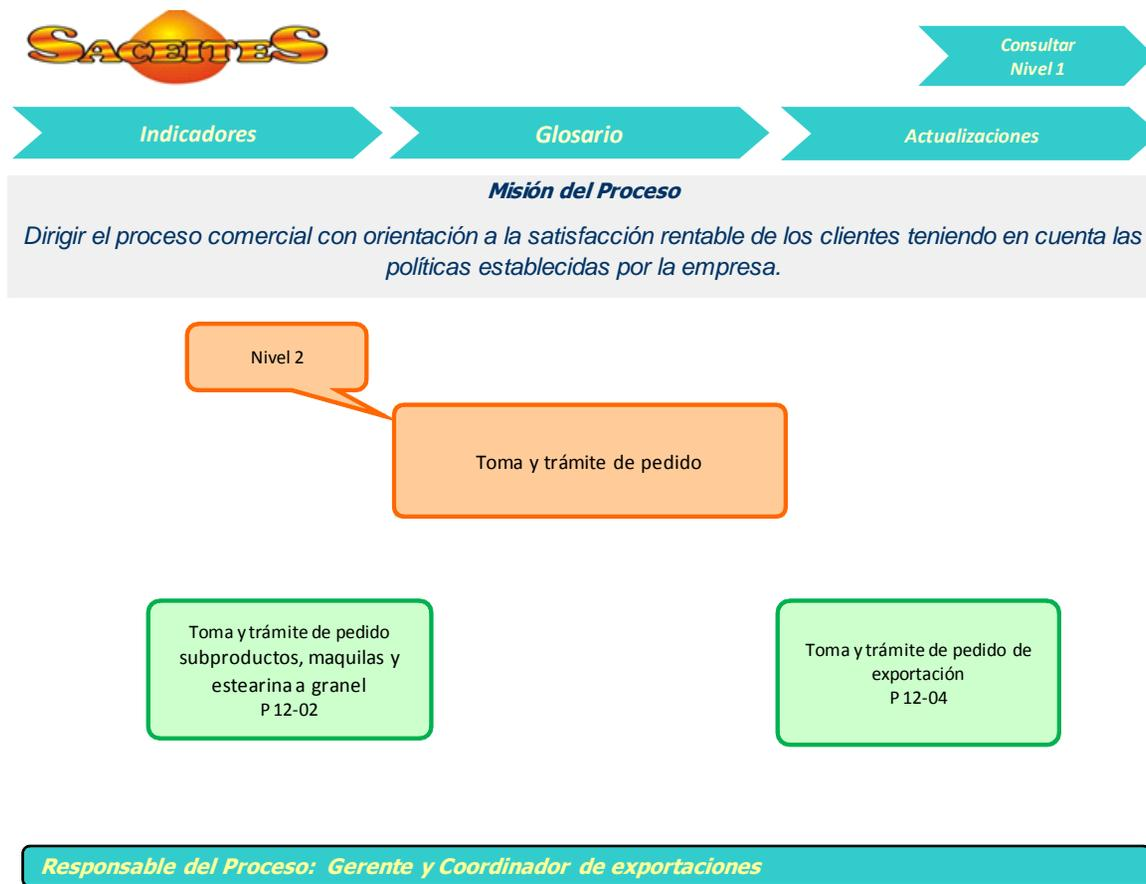 SACEITES
Consultar
Nivel 1
Indicadores
Glosario
Actualizaciones
Misión del Proceso
Dirigir el proceso comercial con orientación a la satisfacción rentable de los clientes teniendo en cuenta las
políticas establecidas por la empresa.
Nivel 2
Toma y trámite de pedido
Toma y trámite de pedido
subproductos, maquilas y
estearina a granel
P 12-02
Toma y trámite de pedido de
exportación
P 12-04
Responsable del Proceso: Gerente y Coordinador de exportaciones